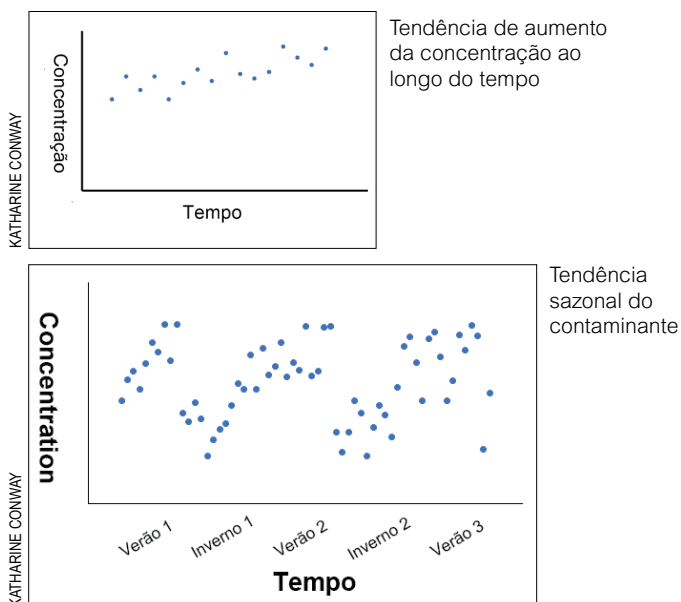 Tendência de aumento
da concentração ao
longo do tempo
Concentração
Tempo
KATHARINE CONWAY
Tendência
sazonal do
contaminante
Concentration
Verão 1
Inverno 1
Verão 2
Inverno 2
Verão 3
Tempo
KATHARINE CONWAY